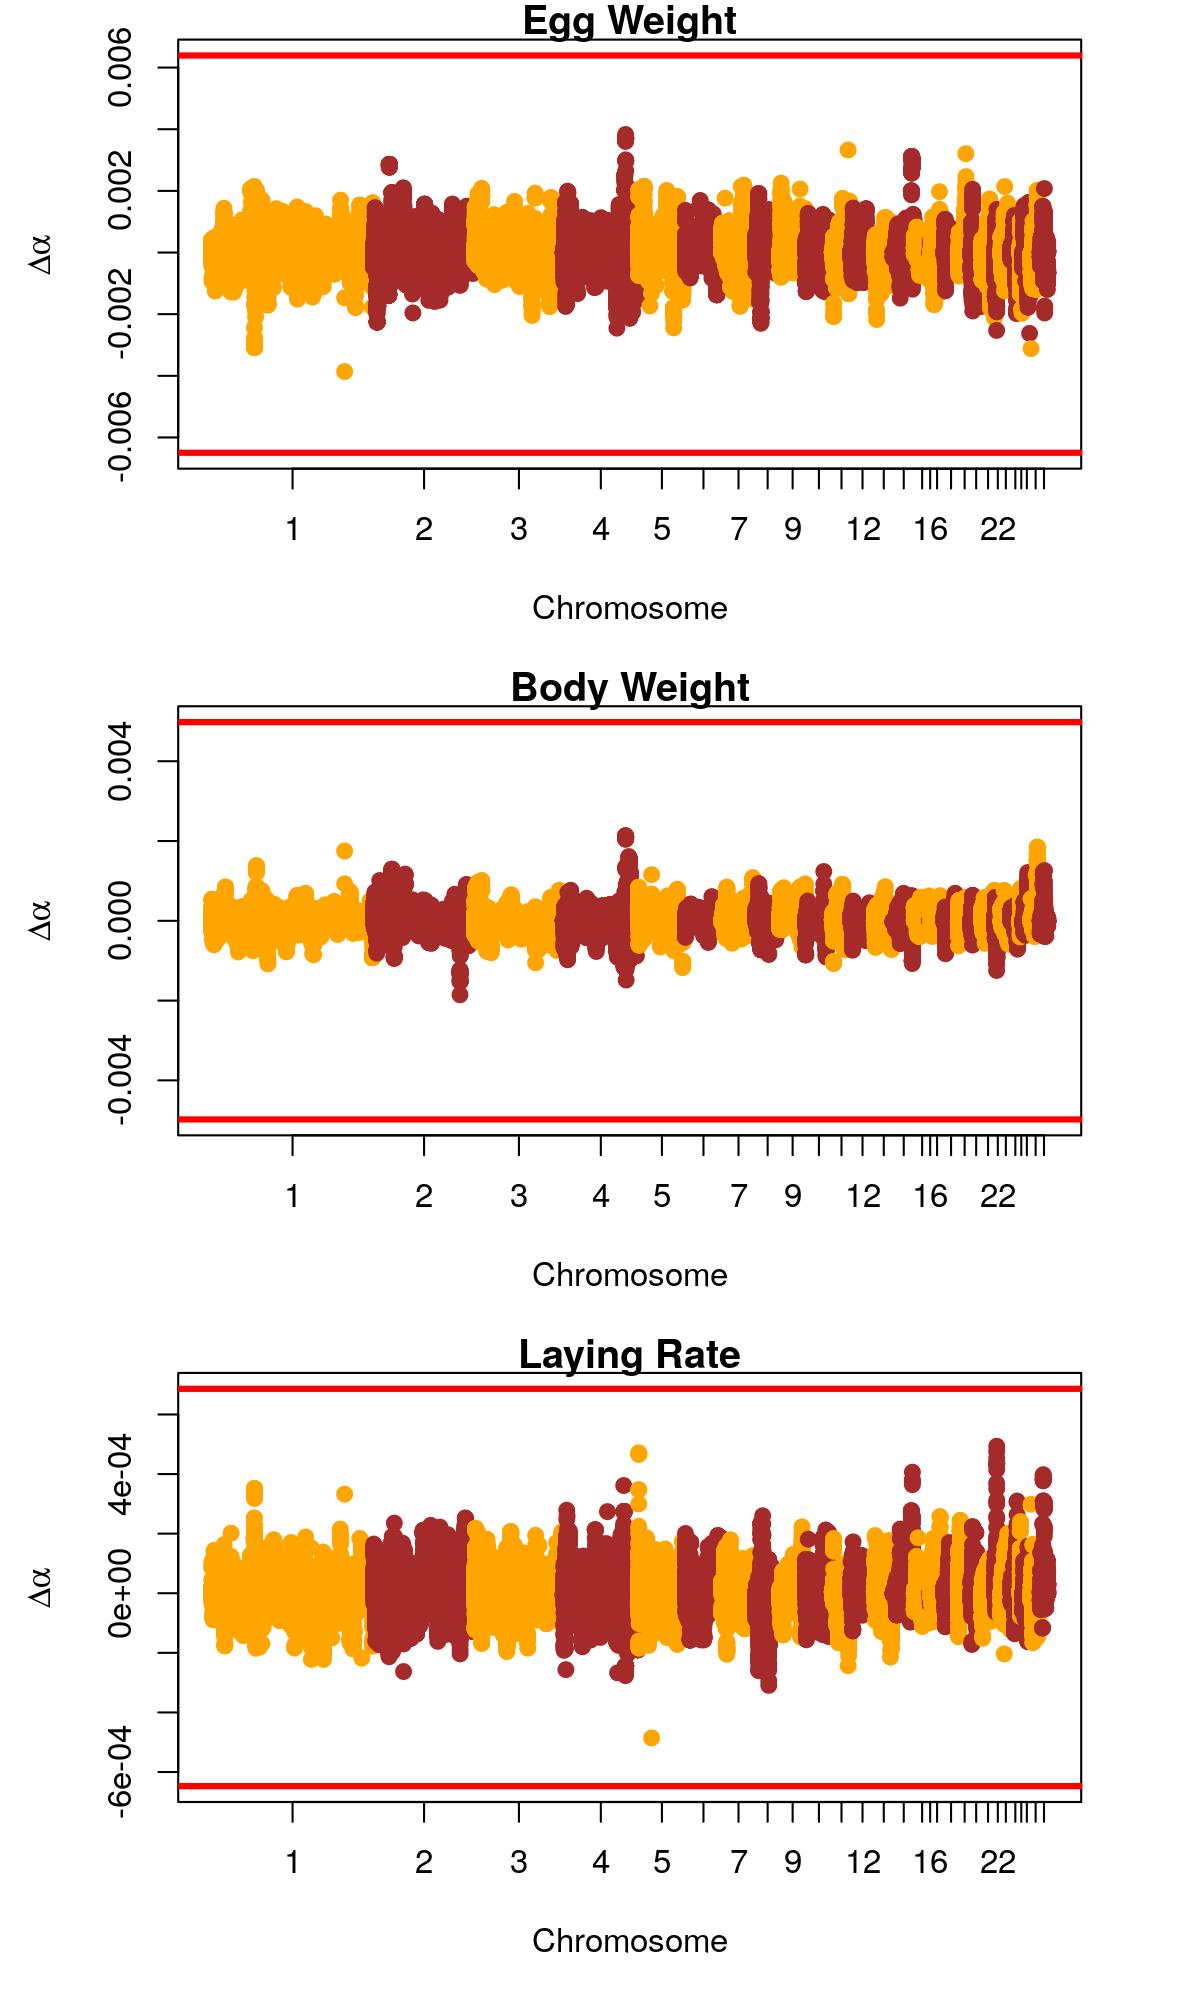 Egg Weight
0.006
0.002
-0.002
-0.006
Δα
1 2 3 4 5 7 9 12 16 22
Chromosome
Body Weight
0.004
0.000
-0.004
Δα
1 2 3 4 5 7 9 12 16 22
Chromosome
Laying Rate
4e-04
0e+00
-6e-04
Δα
1 2 3 4 5 7 9 12 16 22
Chromosome